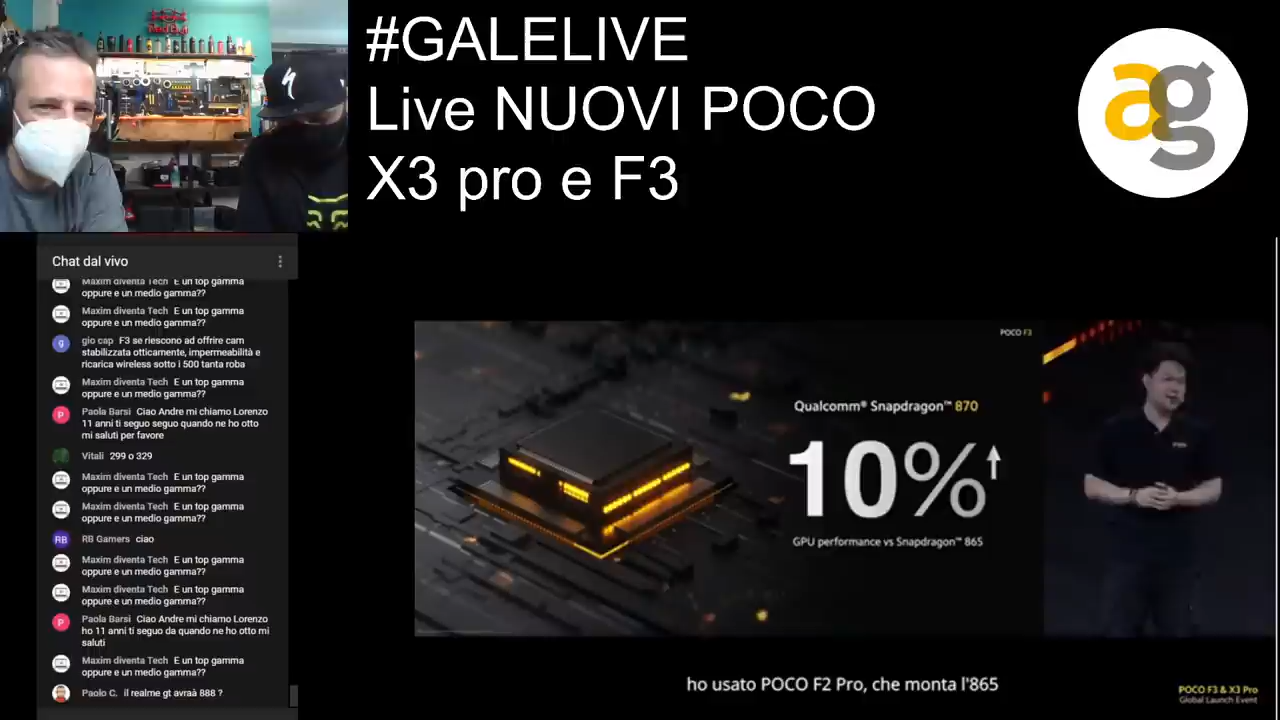 #GALELIVE
Live NUOVI POCO
X3 pro e F3
ag
Chat dal vivo
Maxim diventa Tech E un top gamma
oppure e un medio gamma??
Maxim diventa Tech E un top gamma
oppure e un medio gamma??
g
gio cap F3 se riescono ad offrire cam
stabilizzata otticamente, impermeabilità e
ricarica wireless sotto i 500 tanta roba
Maxim diventa Tech E un top gamma
oppure e un medio gamma??
P
Paola Barsi Ciao Andre mi chiamo Lorenzo
11 anni ti seguo seguo quando ne ho otto
mi saluti per favore
Vitali 299 o 329
Maxim diventa Tech E un top gamma
oppure e un medio gamma??
Maxim diventa Tech E un top gamma
oppure e un medio gamma??
RB
RB Gamers ciao
Maxim diventa Tech E un top gamma
oppure e un medio gamma??
Maxim diventa Tech E un top gamma
oppure e un medio gamma??
P
Paola Barsi Ciao Andre mi chiamo Lorenzo
ho 11 anni ti seguo da quando ne ho otto mi
saluti
Maxim diventa Tech E un top gamma
oppure e un medio gamma??
Paolo C. il realme gt avraà 888 ?
POCO F3
Qualcomm® Snapdragon™ 870
10%
GPU performance vs Snapdragon™ 865
ho usato POCO F2 Pro, che monta l'865
POCO F3 & X3 Pro
Global Launch Event